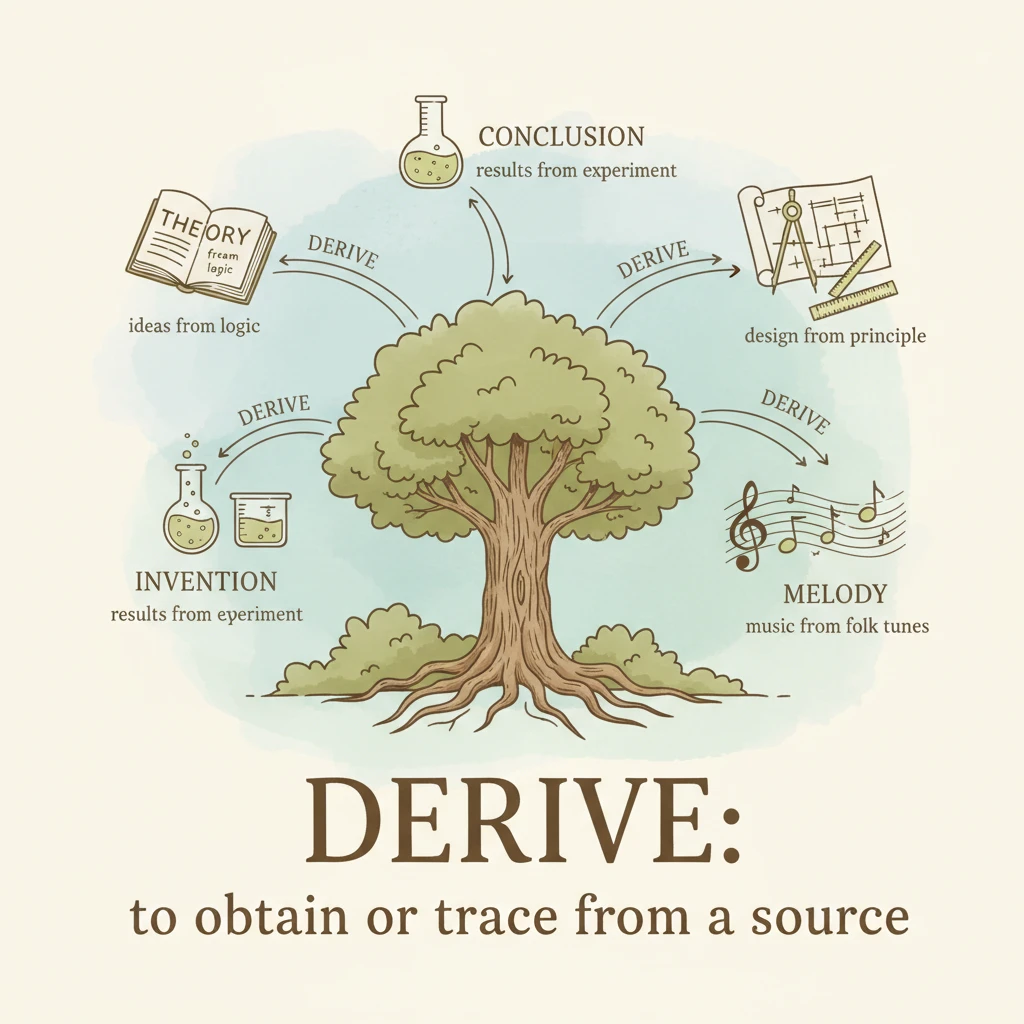 CONCLUSION
results from experiment
THEORY
fream
logic
DERIVE
DERIVE
ideas from logic
design from principle
DERIVE
DERIVE
INVENTION
results from eyperiment
MELODY
music from folk tunes
DERIVE:
to obtain or trace from a source